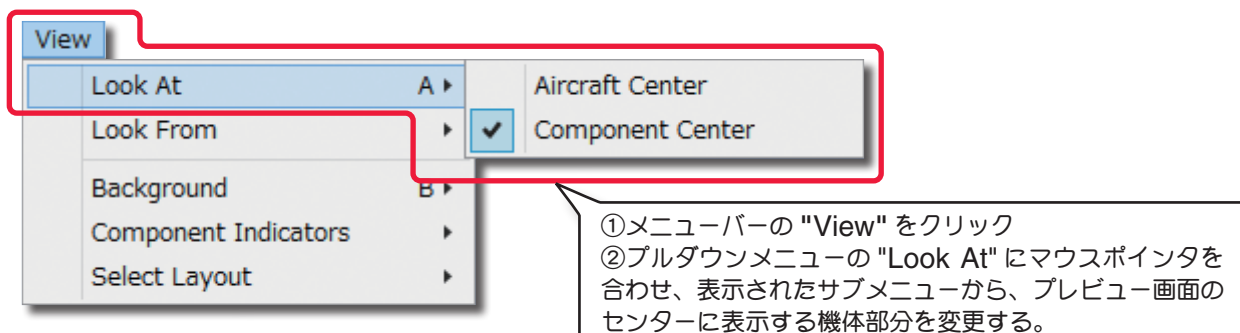 View
Look At A
Aircraft Center
Look From
Component Center
Background B
Component Indicators
Select Layout
①メニューバーの "View" をクリック
②プルダウンメニューの "Look At" にマウスポインタを
合わせ、表示されたサブメニューから、プレビュー画面の
センターに表示する機体部分を変更する。